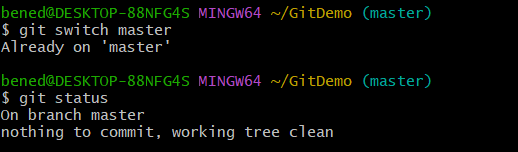 bened@DESKTOP-88NFG4S MINGW64 ~/GitDemo (master)
$ git switch master
Already on 'master'
bened@DESKTOP-88NFG4S MINGW64 ~/GitDemo (master)
$ git status
On branch master
nothing to commit, working tree clean